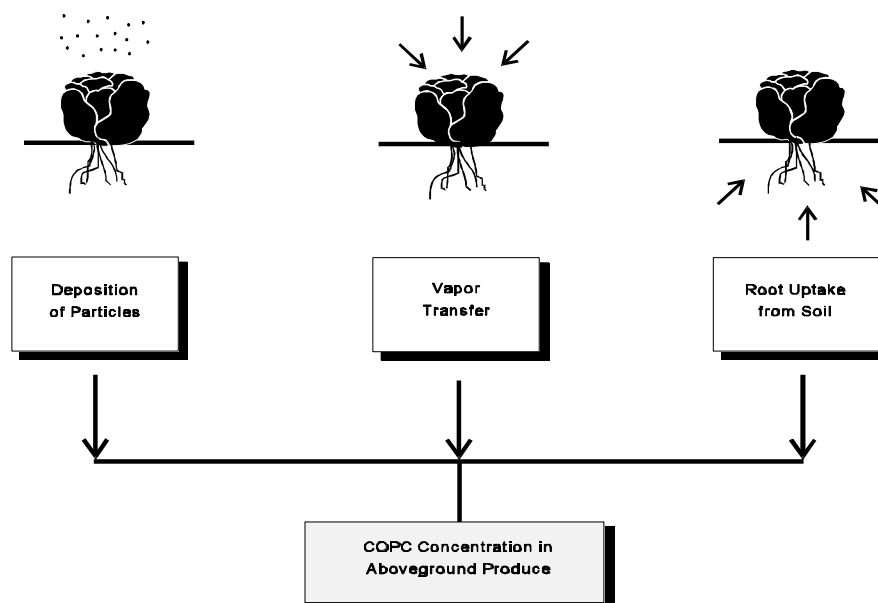 Deposition
of Particles
Vapor
Transfer
Root Uptake
from Soil
COPC Concentration in
Aboveground Produce